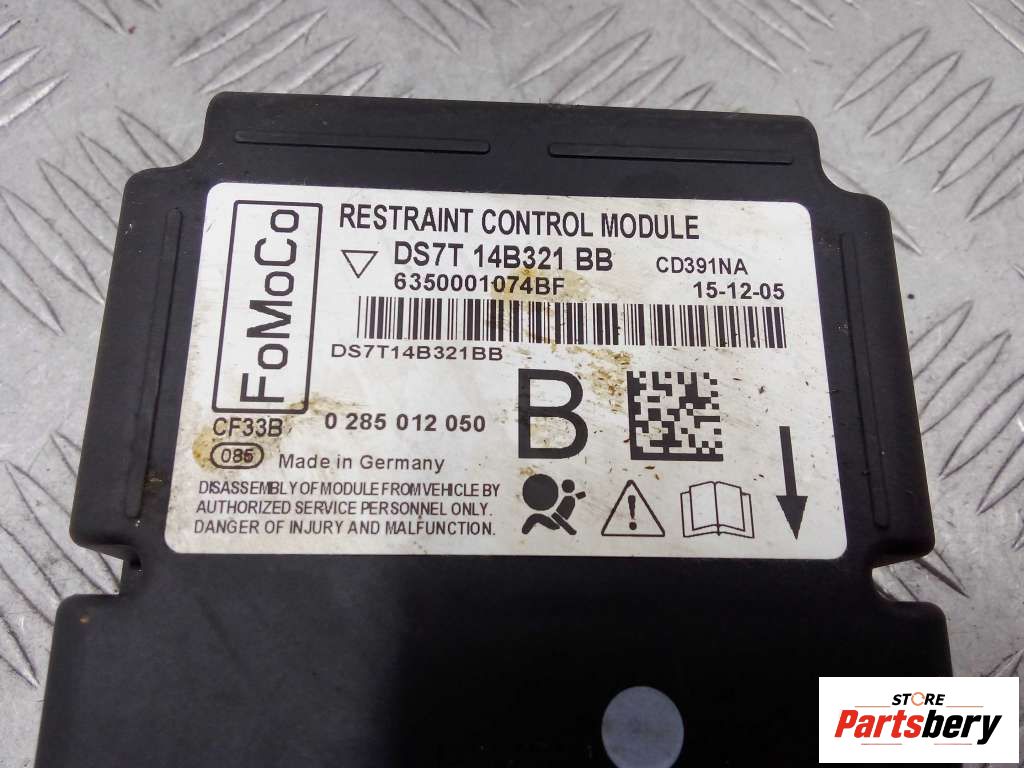 FoMoCo
RESTRAINT CONTROL MODULE
DS7T 14B321 BB CD391NA
6350001074BF 15-12-05
DS7T14B321BB
CF33B 0 285 012 050 B
085 Made in Germany
DISASSEMBLY OF MODULE FROM VEHICLE BY
AUTHORIZED SERVICE PERSONNEL ONLY.
DANGER OF INJURY AND MALFUNCTION.
STORE
Partsbery